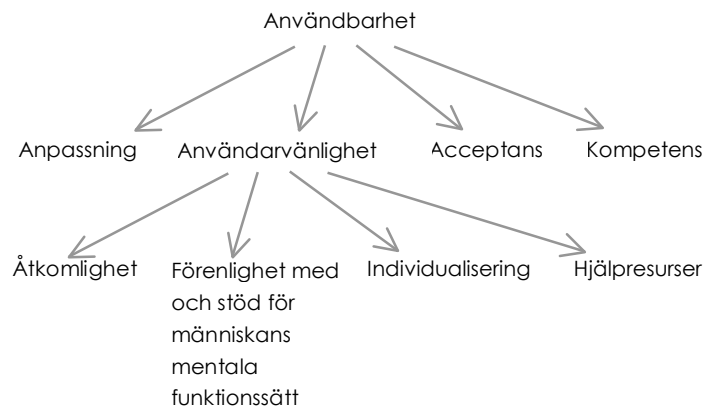 Användbarhet
Anpassning Användarvänlighet Acceptans Kompetens
Åtkomlighet Förenlighet med Individualisering Hjälpresurser
och stöd för
människans
mentala
funktionssätt